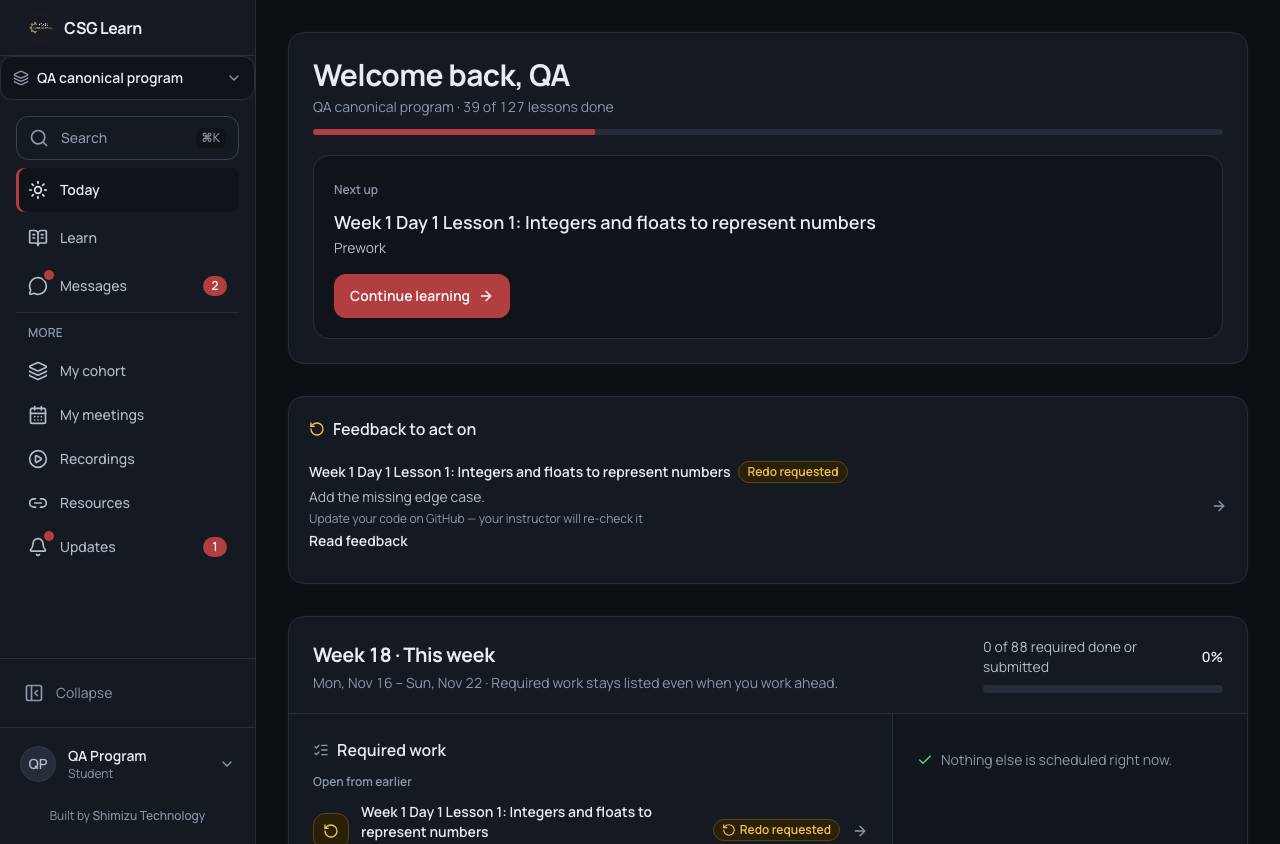 CSG Learn
QA canonical program
Search
⌘K
Today
Learn
Messages
2
MORE
My cohort
My meetings
Recordings
Resources
Updates
1
Collapse
QP
QA Program
Student
Built by Shimizu Technology
Welcome back, QA
QA canonical program · 39 of 127 lessons done
Next up
Week 1 Day 1 Lesson 1: Integers and floats to represent numbers
Prework
Continue learning
Feedback to act on
Week 1 Day 1 Lesson 1: Integers and floats to represent numbers
Redo requested
Add the missing edge case.
Update your code on GitHub — your instructor will re-check it
Read feedback
Week 18 · This week
Mon, Nov 16 – Sun, Nov 22 · Required work stays listed even when you work ahead.
0 of 88 required done or
submitted
0%
Required work
Open from earlier
Week 1 Day 1 Lesson 1: Integers and floats to
represent numbers
Redo requested
Nothing else is scheduled right now.